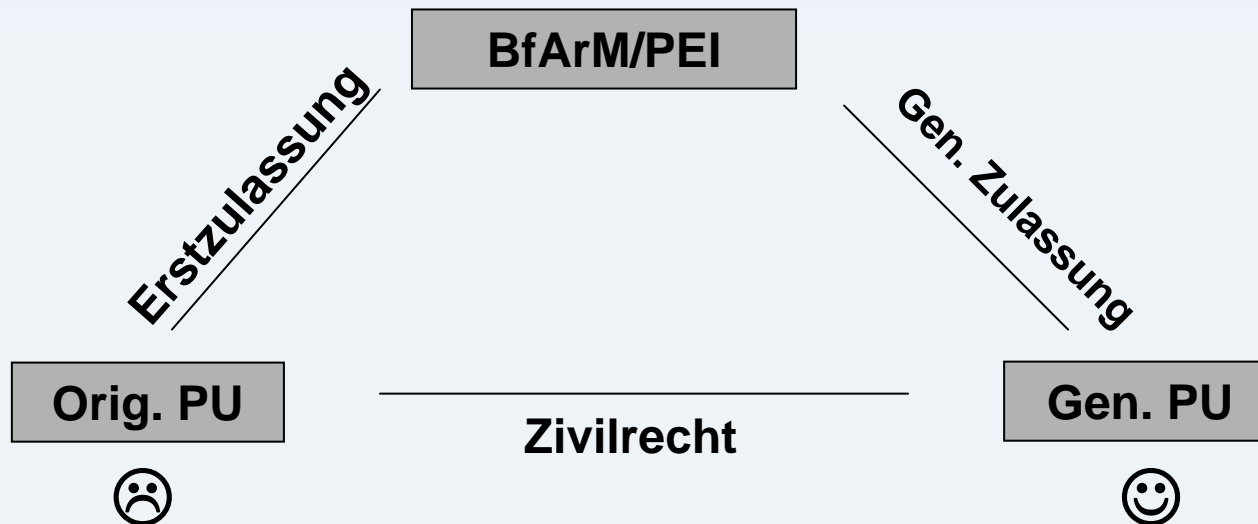 BfArM/PEI
Erstzulassung
Gen. Zulassung
Orig. PU
Zivilrecht
Gen. PU